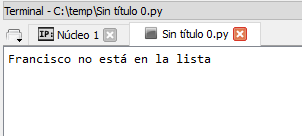 Terminal - C:\temp\Sin título 0.py
IP: Núcleo 1 Sin título 0.py
Francisco no está en la lista